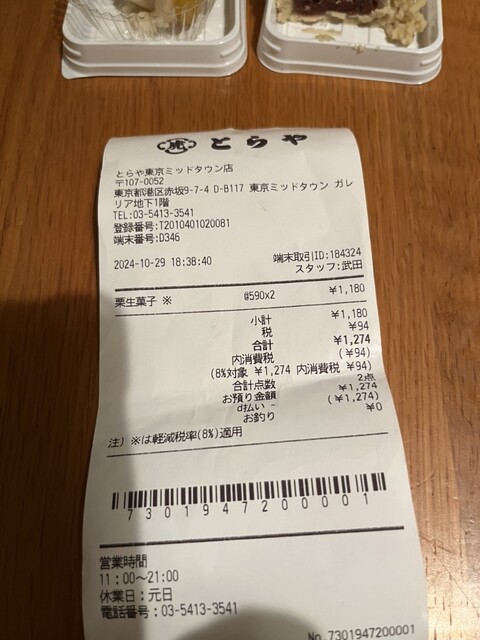 虎 とらや
とらや東京ミッドタウン店
〒107-0052
東京都港区赤坂9-7-4 D-B117 東京ミッドタウン ガレ
リア地下1階
TEL:03-5413-3541
登録番号:T2010401020081
端末番号:D346
2024-10-29 18:38:40 端末取引ID:184324
スタッフ:武田
栗生菓子 ※ @590x2 ¥1,180
小計 ¥1,180
税 ¥94
合計 ¥1,274
内消費税 (¥94)
(8%対象 ¥1,274 内消費税 ¥94)
合計点数 2点
お預り金額 ¥1,274
d払い (¥1,274)
お釣り ¥0
注) ※は軽減税率(8%)適用
7301947200001
営業時間
11:00～21:00
休業日:元日
電話番号:03-5413-3541
No.7301947200001